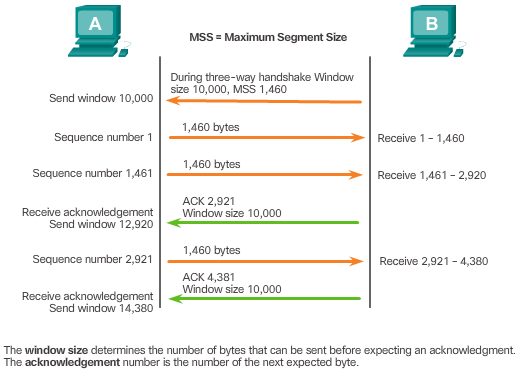 A
B
MSS = Maximum Segment Size
During three-way handshake Window
size 10,000, MSS 1,460
Send window 10,000
1,460 bytes
Sequence number 1
Receive 1 - 1,460
1,460 bytes
Sequence number 1,461
Receive 1,461 - 2,920
ACK 2,921
Window size 10,000
Receive acknowledgement
Send window 12,920
1,460 bytes
Sequence number 2,921
Receive 2,921 - 4,380
ACK 4,381
Window size 10,000
Receive acknowledgement
Send window 14,380
The window size determines the number of bytes that can be sent before expecting an acknowledgment.
The acknowledgement number is the number of the next expected byte.